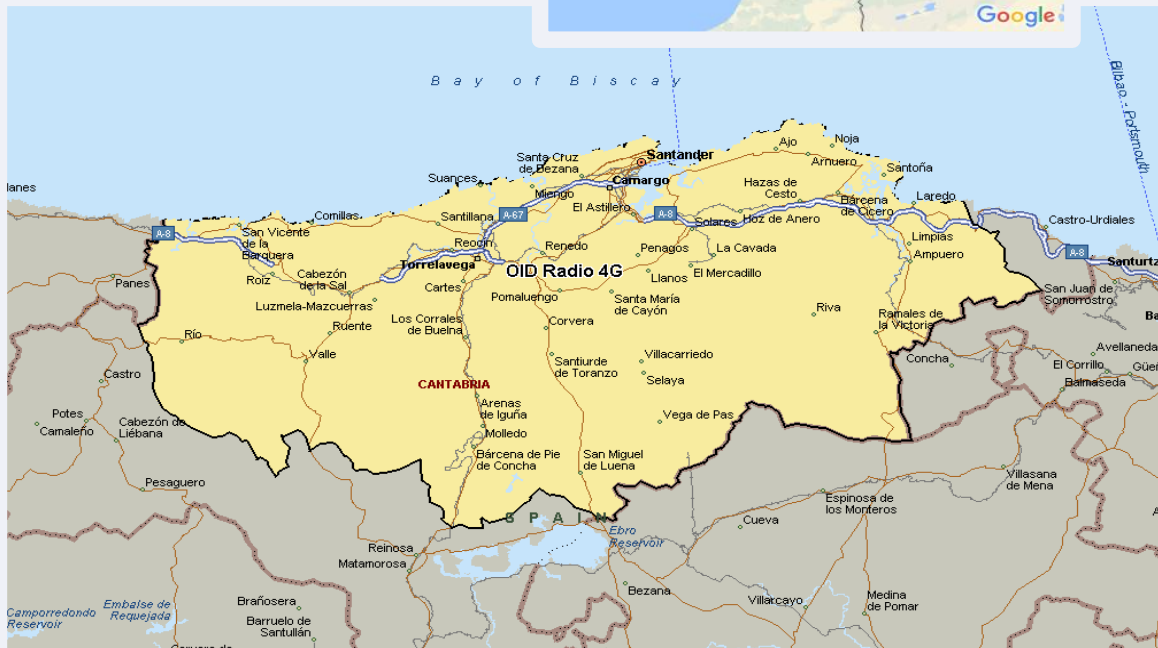 Google
Bay of Biscay
Bilbao - Portsmouth
Noja
Ajo
Santander
Arnuero
Santa Cruz
de Bezana
Santoña
Suances
Camargo
Miengo
Hazas de
Cesto
lanes
Laredo
Bárcena
de Cicero
El Astillero
A-67
A-8
Comillas
Santillana
Solares
Hoz de Anero
Castro-Urdiales
A-8
San Vicente
de la
Barquera
Limpias
Reocin
Renedo
Penagos
La Cavada
Ampuero
A-8
Santurtz
Torrelavega
OID Radio 4G
El Mercadillo
Cabezón
de la Sal
Roiz
Panes
Llanos
Cartes
San Juan de
Somorrostro
Pomaluengo
Santa María
de Cayón
Luzmela-Mazcuerras
Riva
Ba
Los Corrales
de Buelna
Corvera
Ramales de
la Victoria
Ruente
Río
Valle
Villacarriedo
Avellaneda
Concha
Santiurde
de Toranzo
El Corrillo
Güeñ
Castro
Selaya
CANTABRIA
Balmaseda
Arenas
de Iguña
Potes
Vega de Pas
Cabezón de
Liébana
Camaleño
Molledo
Bárcena de Pie
de Concha
San Miguel
de Luena
Villasana
de Mena
Pesaguero
Espinosa de
los Monteros
SPAIN
Cueva
Ebro
Reservoir
Reinosa
Matamorosa
Bezana
Medina
de Pomar
Villarcayo
Brañosera
Embalse de
Requejada
Camporredondo
Reservoir
Barruelo de
Santullán